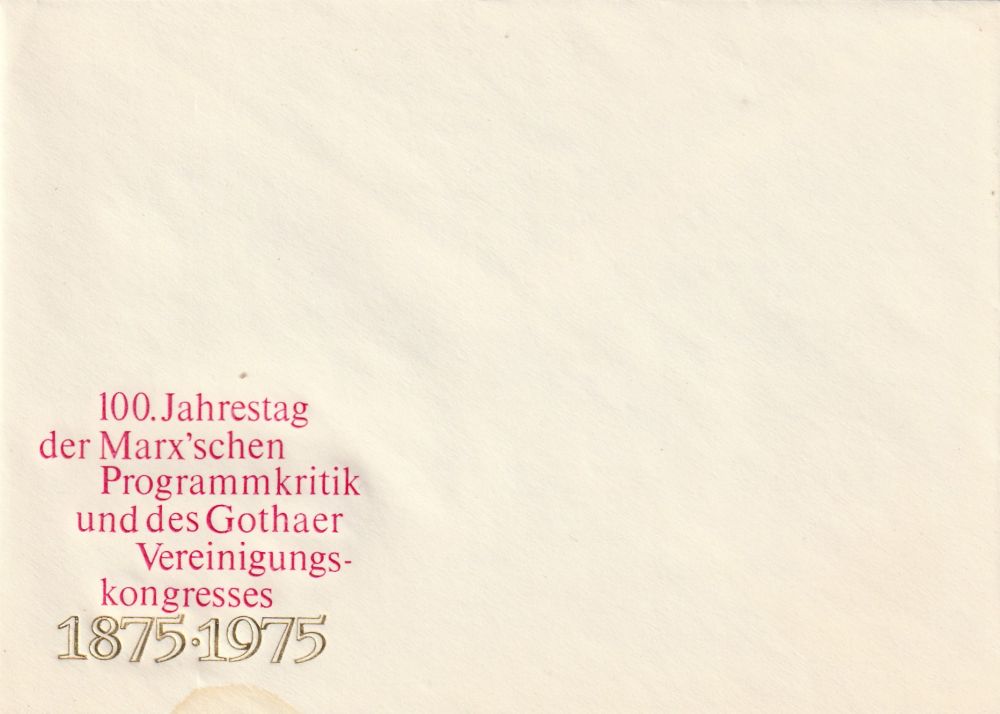 100. Jahrestag
der Marx’schen
Programmkritik
und des Gothaer
Vereinigungs-
kongresses
1875·1975